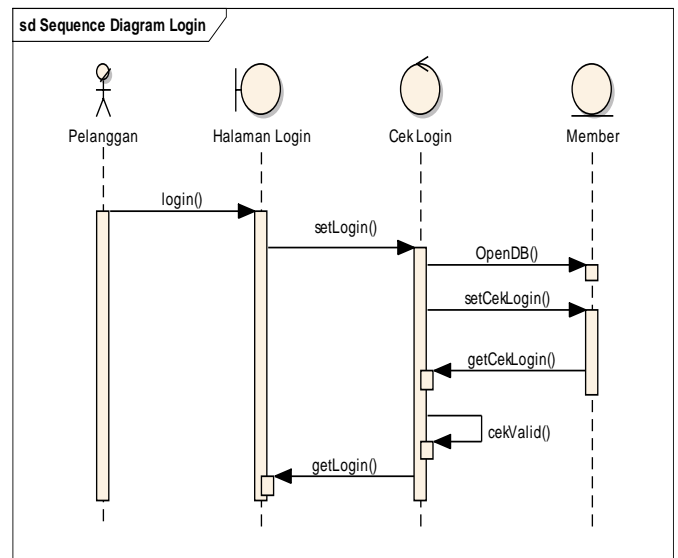 sd Sequence Diagram Login
Pelanggan
Halaman Login
Cek Login
Member
login()
setLogin()
OpenDB()
setCekLogin()
getCekLogin()
cekValid()
getLogin()